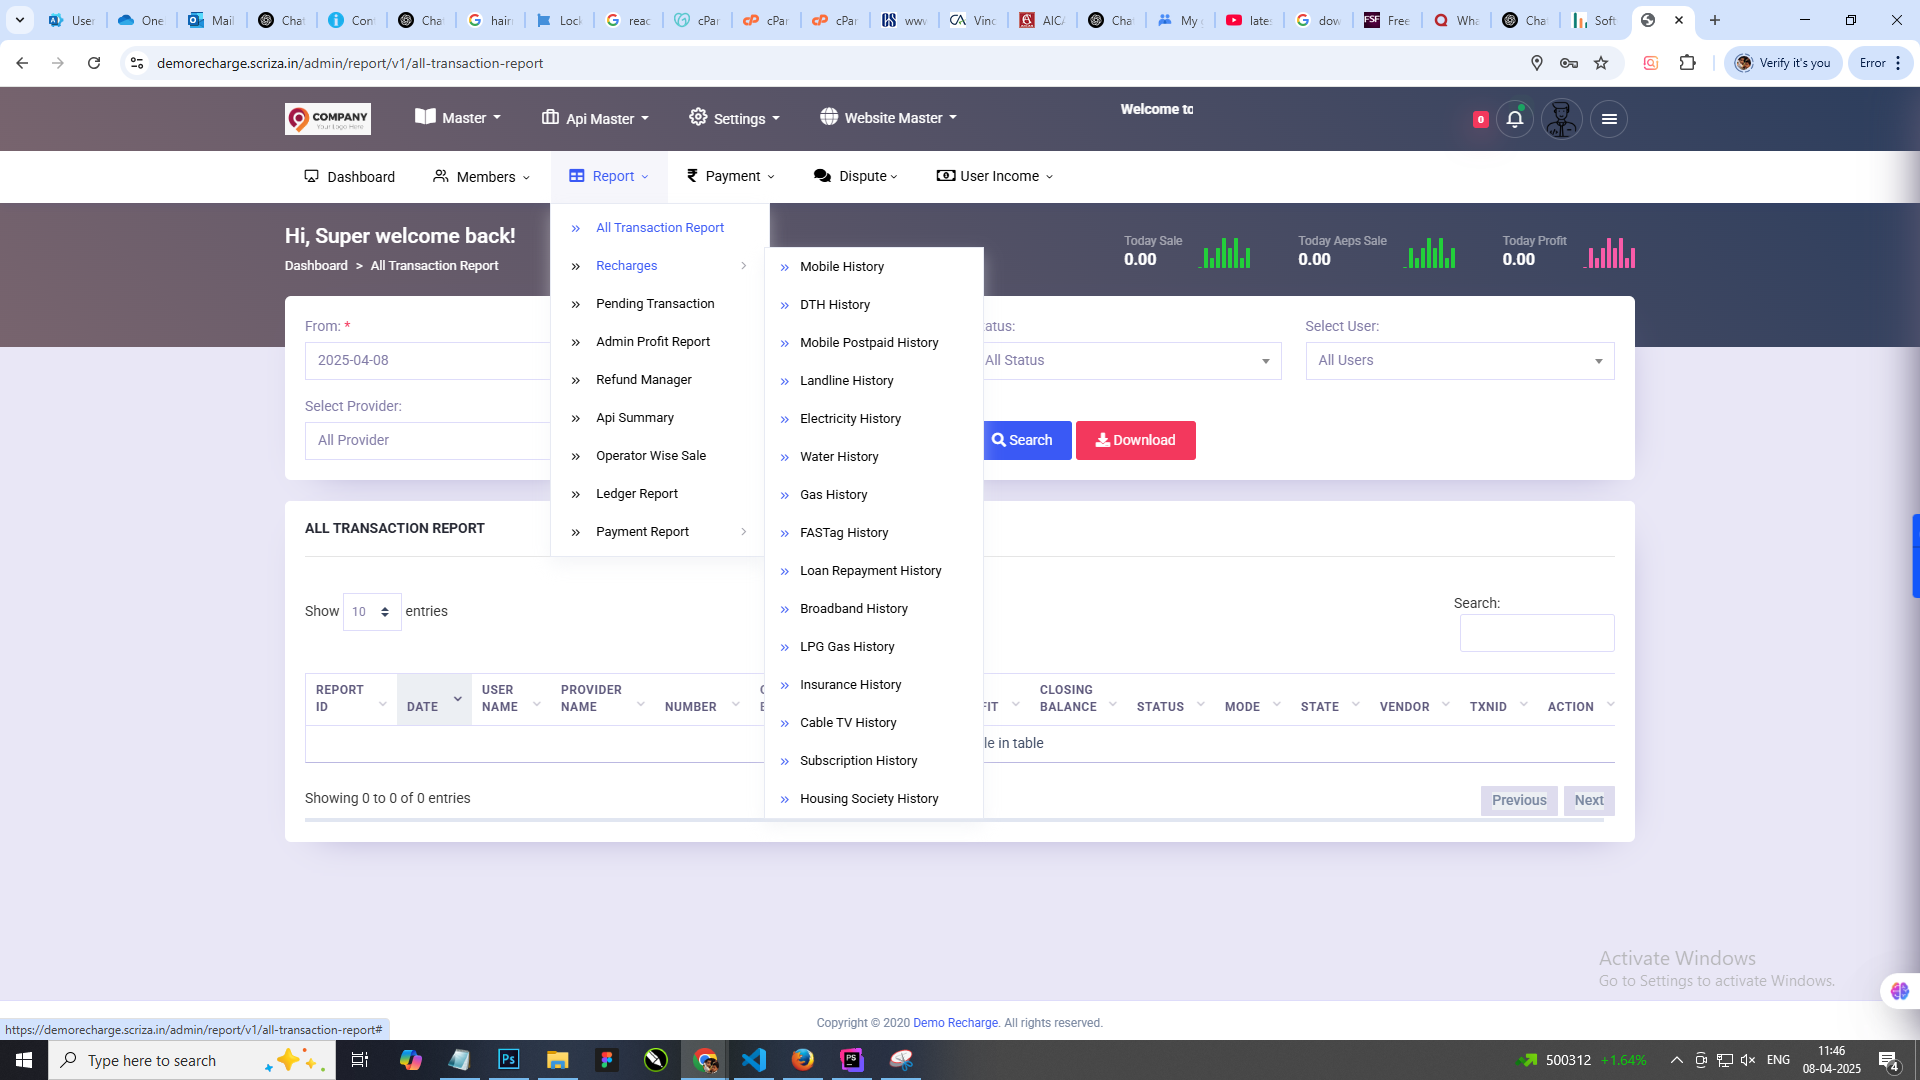 User
One
Mail
Chat
Con
Chat
hair
Lock
reac
cPar
cPar
cPar
www
Vinc
AICA
Chat
My
late
dow
Free
Wha
Chat
Soft
demorecharge.scriza.in/admin/report/v1/all-transaction-report
Verify it's you
Error
COMPANY
Your Logo Here
Master
Api Master
Settings
Website Master
Welcome to
0
Dashboard
Members
Report
Payment
Dispute
User Income
Hi, Super welcome back!
Dashboard > All Transaction Report
Today Sale
0.00
Today Aeps Sale
0.00
Today Profit
0.00
All Transaction Report
Recharges
Pending Transaction
Admin Profit Report
Refund Manager
Api Summary
Operator Wise Sale
Ledger Report
Payment Report
Mobile History
DTH History
Mobile Postpaid History
Landline History
Electricity History
Water History
Gas History
FASTag History
Loan Repayment History
Broadband History
LPG Gas History
Insurance History
Cable TV History
Subscription History
Housing Society History
From: *
2025-04-08
atus:
All Status
Select User:
All Users
Select Provider:
All Provider
Search
Download
ALL TRANSACTION REPORT
Show 10 entries
Search:
REPORT ID
DATE
USER NAME
PROVIDER NAME
NUMBER
FIT
CLOSING BALANCE
STATUS
MODE
STATE
VENDOR
TXNID
ACTION
le in table
Showing 0 to 0 of 0 entries
Previous
Next
Activate Windows
Go to Settings to activate Windows.
https://demorecharge.scriza.in/admin/report/v1/all-transaction-report#
Copyright © 2020 Demo Recharge. All rights reserved.
Type here to search
500312 +1.64%
ENG
11:46
08-04-2025
4